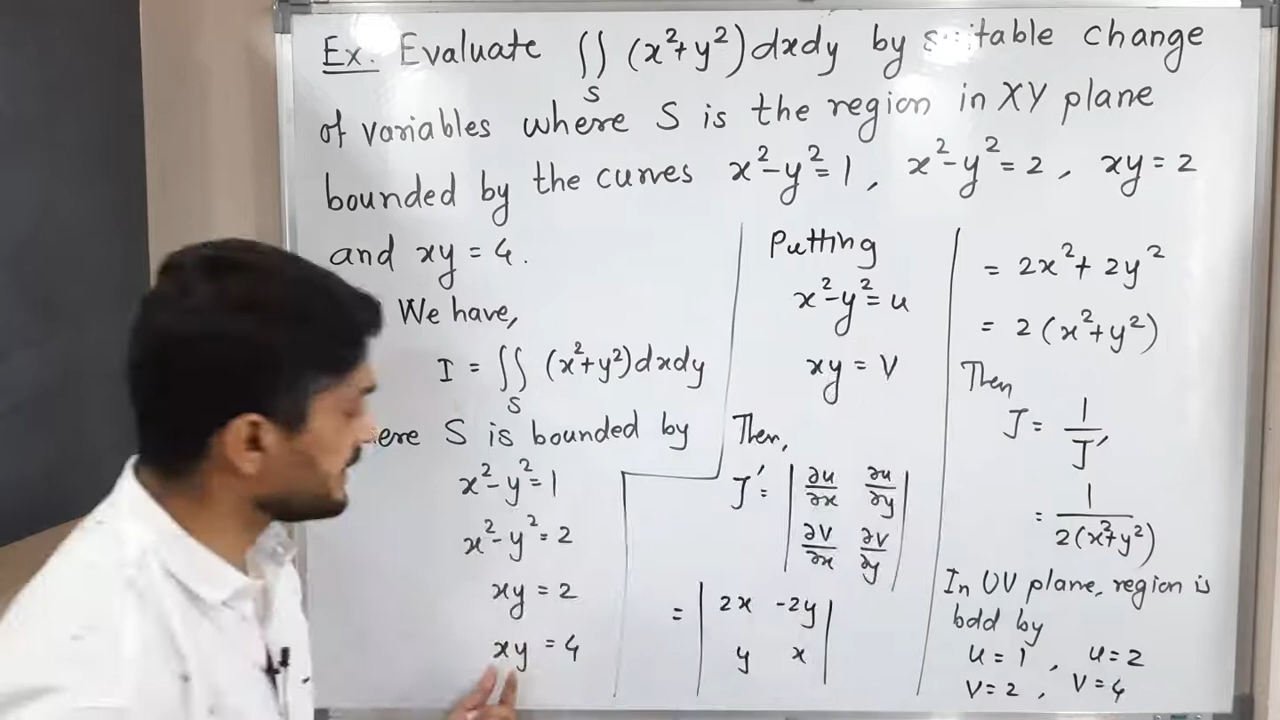 Ex. Evaluate ∬_S (x²+y²) dxdy by suitable change
of variables where S is the region in XY plane
bounded by the curves x²-y²=1, x²-y²=2, xy=2
and xy=4.
We have,
I = ∬_S (x²+y²)dxdy
ere S is bounded by
x²-y²=1
x²-y²=2
xy=2
xy=4
Putting
x²-y²=u
xy=V
Then,
J'= | ∂u/∂x ∂u/∂y |
| ∂V/∂x ∂V/∂y |
= | 2x -2y |
| y x |
= 2x²+2y²
= 2(x²+y²)
Then
J= 1/J'
= 1/2(x²+y²)
In UV plane, region is
bdd by
u=1, u=2
V=2, V=4